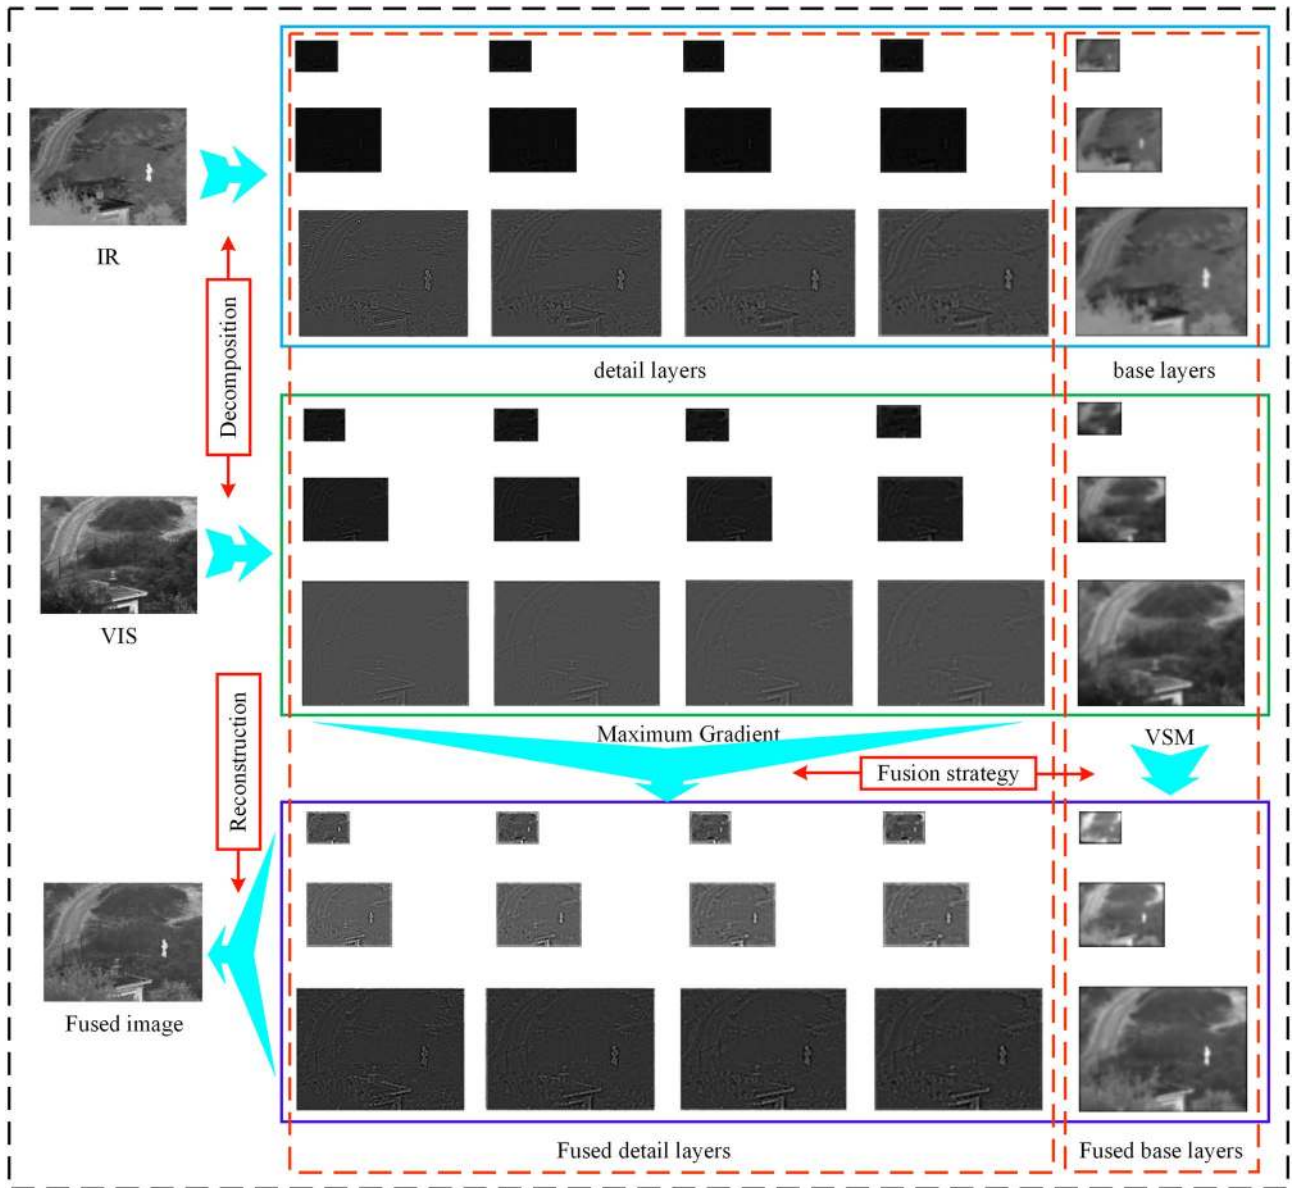 IR
Decomposition
detail layers
base layers
VIS
Maximum Gradient
VSM
Fusion strategy
Reconstruction
Fused image
Fused detail layers
Fused base layers